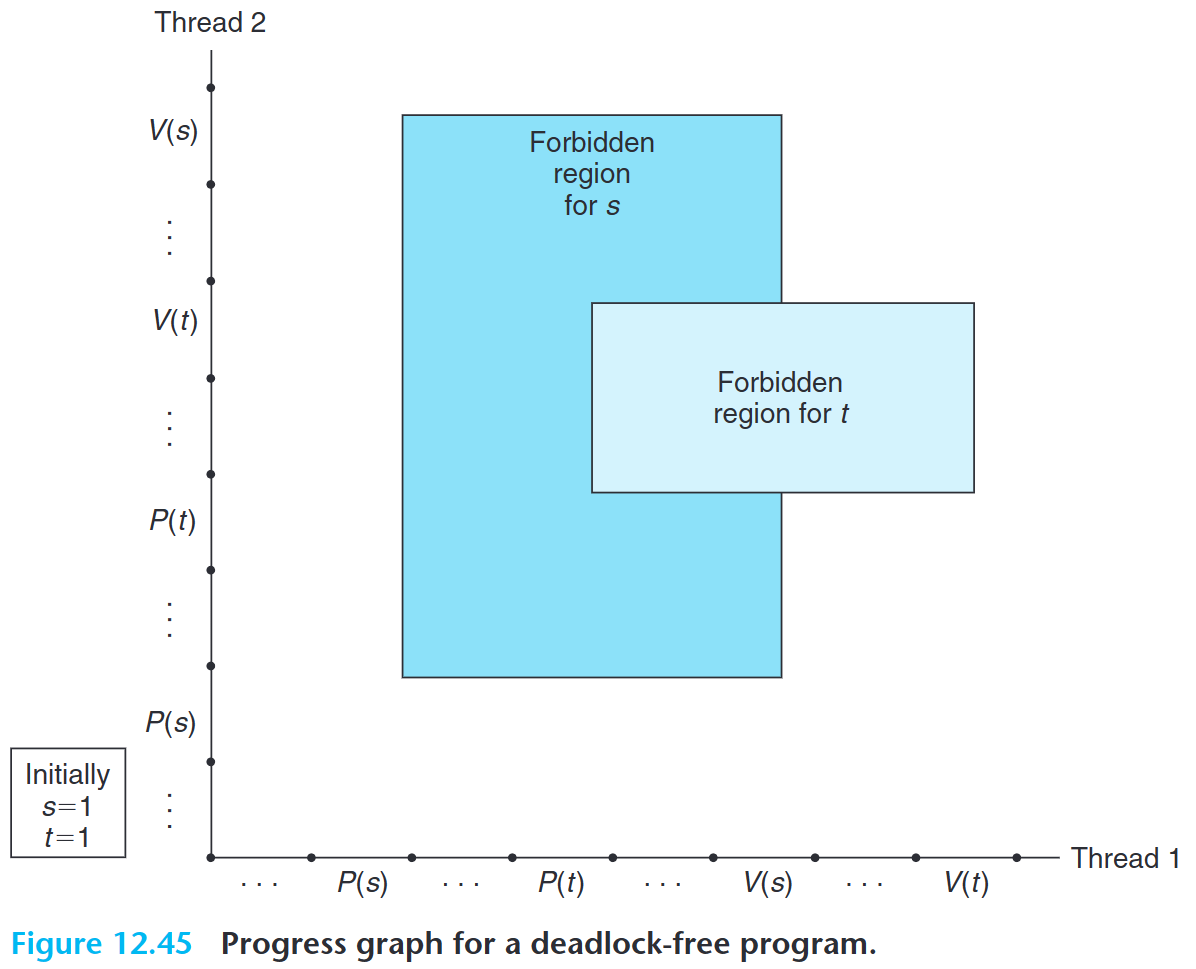 Thread 2
V(s)
⋮
V(t)
⋮
P(t)
⋮
P(s)
⋮
Forbidden
region
for s
Forbidden
region for t
Initially
s=1
t=1
. . . P(s) . . . P(t) . . . V(s) . . . V(t)
Thread 1
Figure 12.45 Progress graph for a deadlock-free program.